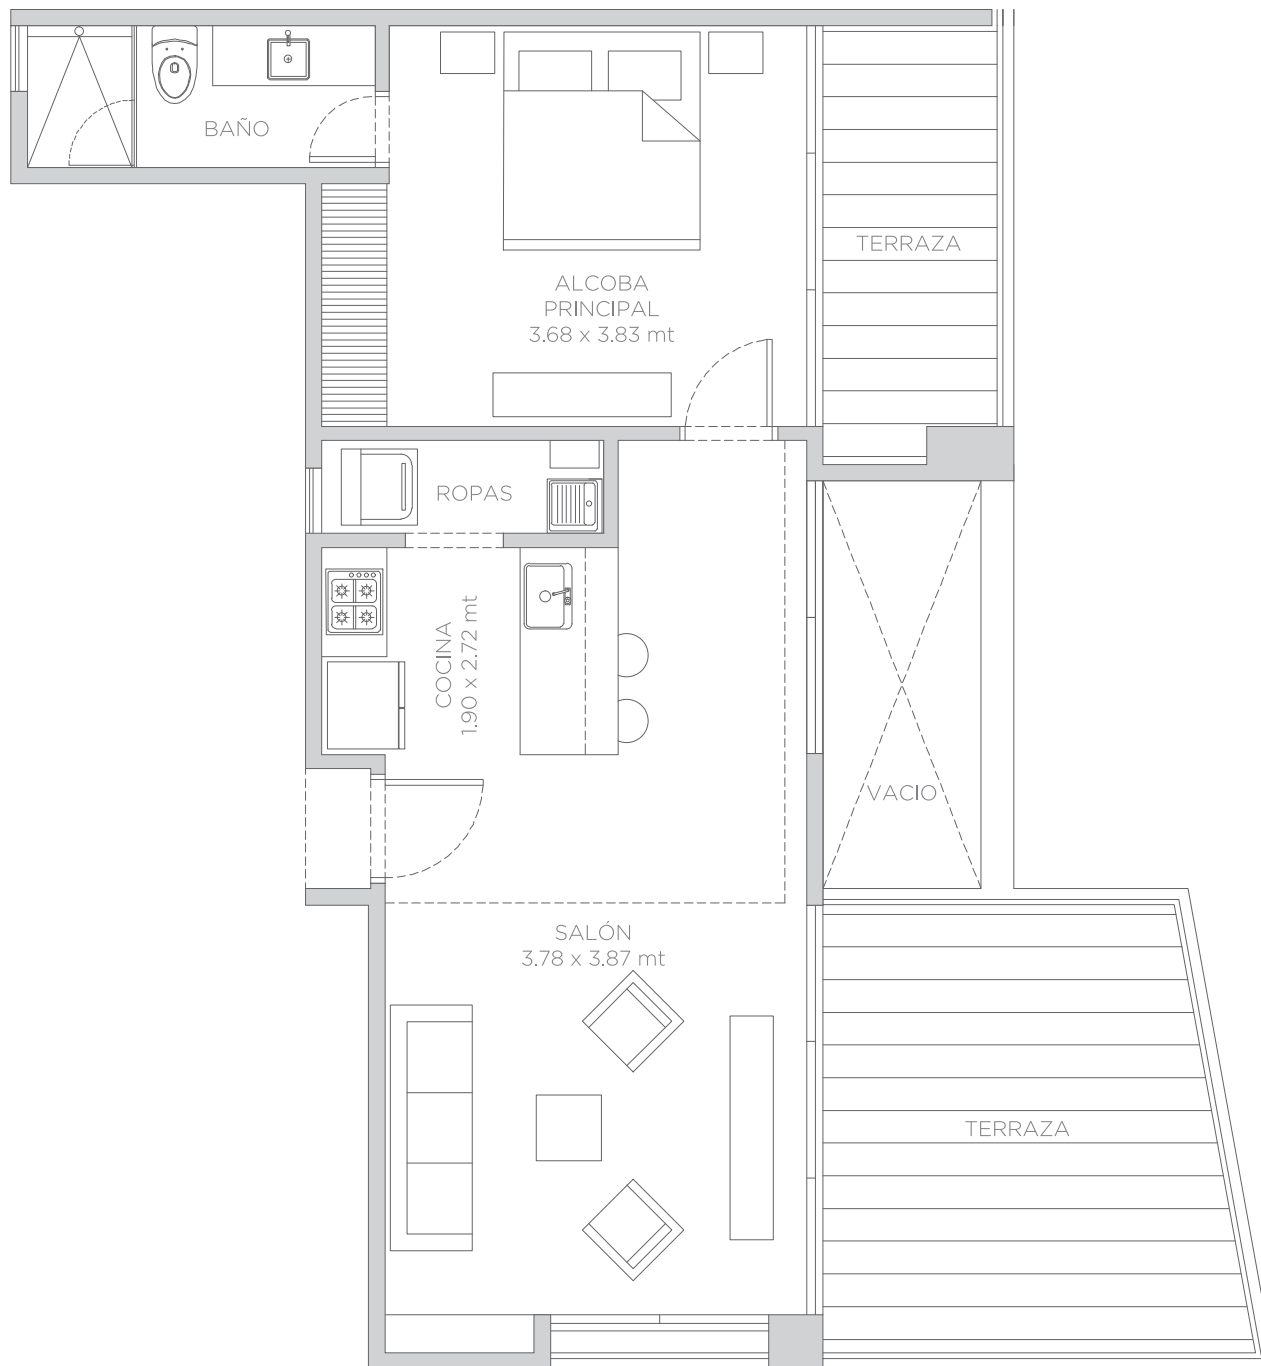 BAÑO
TERRAZA
ALCOBA
PRINCIPAL
3.68 x 3.83 mt
ROPAS
COCINA
1.90 x 2.72 mt
VACIO
SALÓN
3.78 x 3.87 mt
TERRAZA